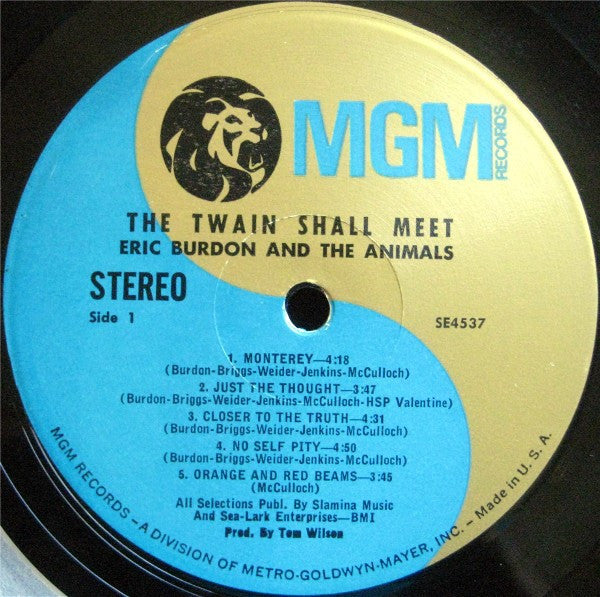 MGM
RECORDS
THE TWAIN SHALL MEET
ERIC BURDON AND THE ANIMALS
STEREO
Side 1
SE4537
1. MONTEREY—4:18
(Burdon-Briggs-Weider-Jenkins-McCulloch)
2. JUST THE THOUGHT—3:47
(Burdon-Briggs-Weider-Jenkins-McCulloch-HSP Valentine)
3. CLOSER TO THE TRUTH—4:31
(Burdon-Briggs-Weider-Jenkins-McCulloch)
4. NO SELF PITY—4:50
(Burdon-Briggs-Weider-Jenkins-McCulloch)
5. ORANGE AND RED BEAMS—3:45
(McCulloch)
All Selections Publ. By Slamina Music
And Sea-Lark Enterprises—BMI
Prod. By Tom Wilson
MGM RECORDS – A DIVISION OF METRO-GOLDWYN-MAYER, INC. – Made in U. S. A.